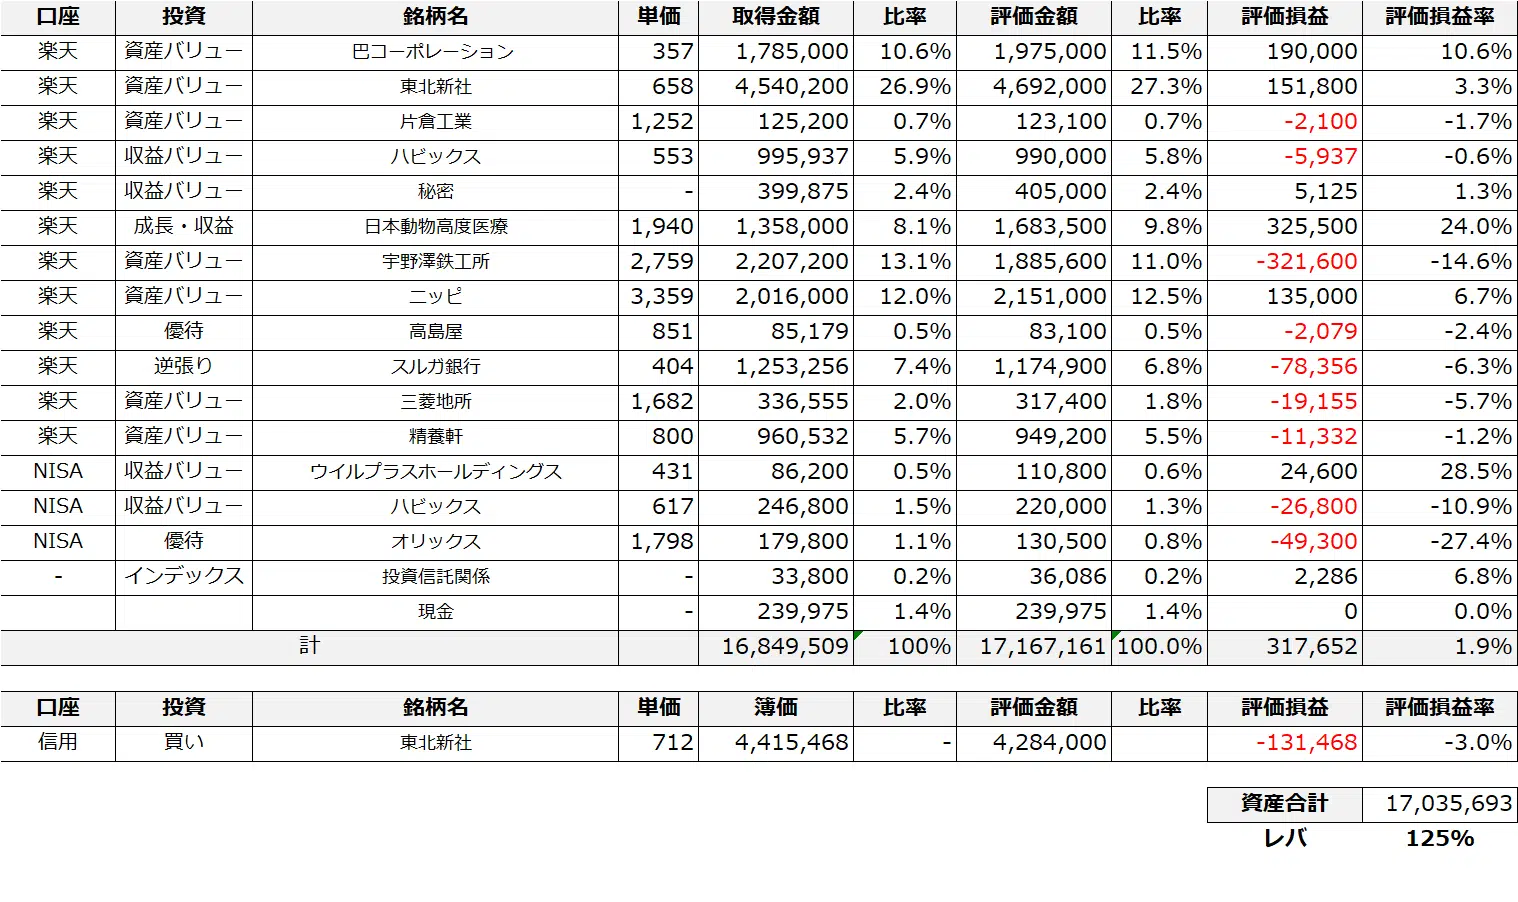 口座 投資 銘柄名 単価 取得金額 比率 評価金額 比率 評価損益 評価損益率
楽天 資産バリュー 巴コーポレーション 357 1,785,000 10.6% 1,975,000 11.5% 190,000 10.6%
楽天 資産バリュー 東北新社 658 4,540,200 26.9% 4,692,000 27.3% 151,800 3.3%
楽天 資産バリュー 片倉工業 1,252 125,200 0.7% 123,100 0.7% -2,100 -1.7%
楽天 収益バリュー ハビックス 553 995,937 5.9% 990,000 5.8% -5,937 -0.6%
楽天 収益バリュー 秘密 - 399,875 2.4% 405,000 2.4% 5,125 1.3%
楽天 成長・収益 日本動物高度医療 1,940 1,358,000 8.1% 1,683,500 9.8% 325,500 24.0%
楽天 資産バリュー 宇野澤鉄工所 2,759 2,207,200 13.1% 1,885,600 11.0% -321,600 -14.6%
楽天 資産バリュー ニッピ 3,359 2,016,000 12.0% 2,151,000 12.5% 135,000 6.7%
楽天 優待 高島屋 851 85,179 0.5% 83,100 0.5% -2,079 -2.4%
楽天 逆張り スルガ銀行 404 1,253,256 7.4% 1,174,900 6.8% -78,356 -6.3%
楽天 資産バリュー 三菱地所 1,682 336,555 2.0% 317,400 1.8% -19,155 -5.7%
楽天 資産バリュー 精養軒 800 960,532 5.7% 949,200 5.5% -11,332 -1.2%
NISA 収益バリュー ウイルプラスホールディングス 431 86,200 0.5% 110,800 0.6% 24,600 28.5%
NISA 収益バリュー ハビックス 617 246,800 1.5% 220,000 1.3% -26,800 -10.9%
NISA 優待 オリックス 1,798 179,800 1.1% 130,500 0.8% -49,300 -27.4%
- インデックス 投資信託関係 - 33,800 0.2% 36,086 0.2% 2,286 6.8%
現金 - 239,975 1.4% 239,975 1.4% 0 0.0%
計 16,849,509 100% 17,167,161 100.0% 317,652 1.9%
口座 投資 銘柄名 単価 簿価 比率 評価金額 比率 評価損益 評価損益率
信用 買い 東北新社 712 4,415,468 - 4,284,000 -131,468 -3.0%
資産合計 17,035,693
レバ 125%